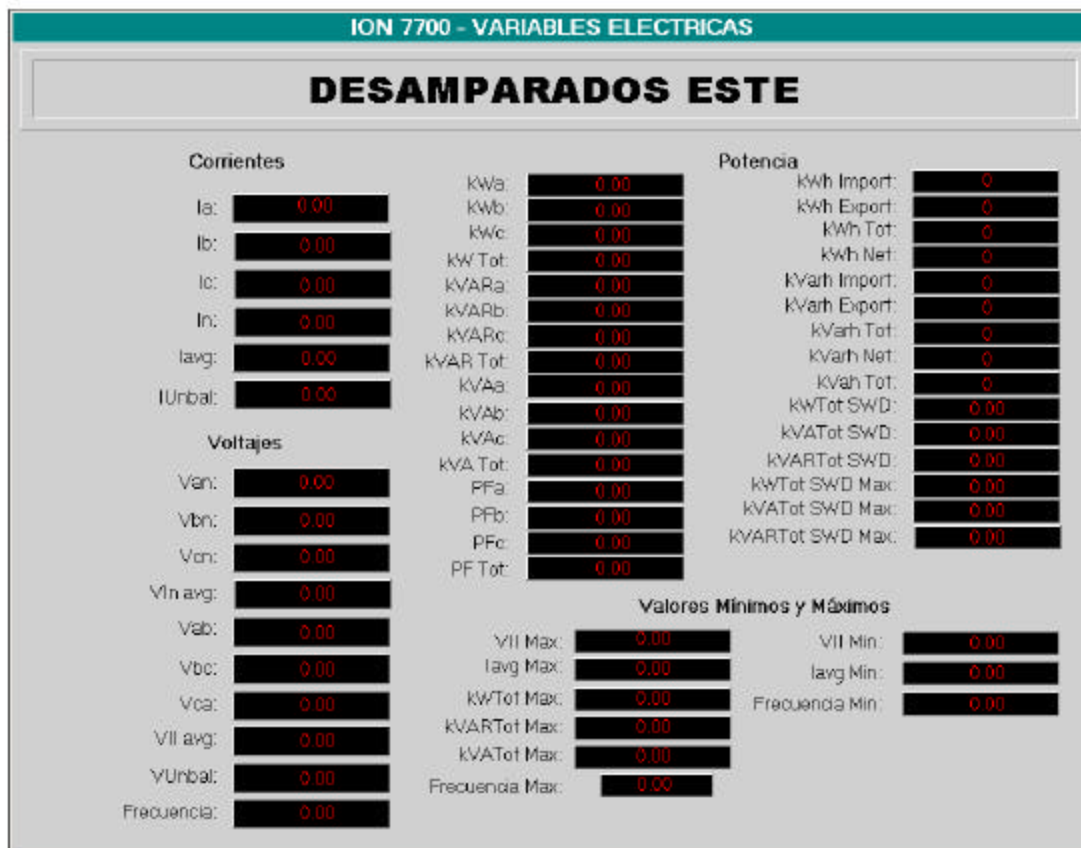 ION 7700 - VARIABLES ELECTRICAS
DESAMPARADOS ESTE
Corrientes
Ia: 0.00
Ib: 0.00
Ic: 0.00
In: 0.00
Iavg: 0.00
IUnbal: 0.00
Voltajes
Van: 0.00
Vbn: 0.00
Vcn: 0.00
Vln avg: 0.00
Vab: 0.00
Vbc: 0.00
Vca: 0.00
Vll avg: 0.00
VUnbal: 0.00
Frecuencia: 0.00
Potencia
kWa: 0.00
kWb: 0.00
kWc: 0.00
kW Tot: 0.00
kVARa: 0.00
kVARb: 0.00
kVARc: 0.00
kVAR Tot: 0.00
kVAa: 0.00
kVAb: 0.00
kVAc: 0.00
kVA Tot: 0.00
PFa: 0.00
PFb: 0.00
PFc: 0.00
PF Tot: 0.00
kWh Import: 0
kWh Export: 0
kWh Tot: 0
kWh Net: 0
kVarh Import: 0
kVarh Export: 0
kVarh Tot: 0
kVarh Net: 0
kVah Tot: 0
kWTot SWD: 0.00
kVATot SWD: 0.00
kVARTot SWD: 0.00
kWTot SWD Max: 0.00
kVATot SWD Max: 0.00
kVARTot SWD Max: 0.00
Valores Mínimos y Máximos
Vll Max: 0.00
Iavg Max: 0.00
kWTot Max: 0.00
kVARTot Max: 0.00
kVATot Max: 0.00
Frecuencia Max: 0.00
Vll Min: 0.00
Iavg Min: 0.00
Frecuencia Min: 0.00